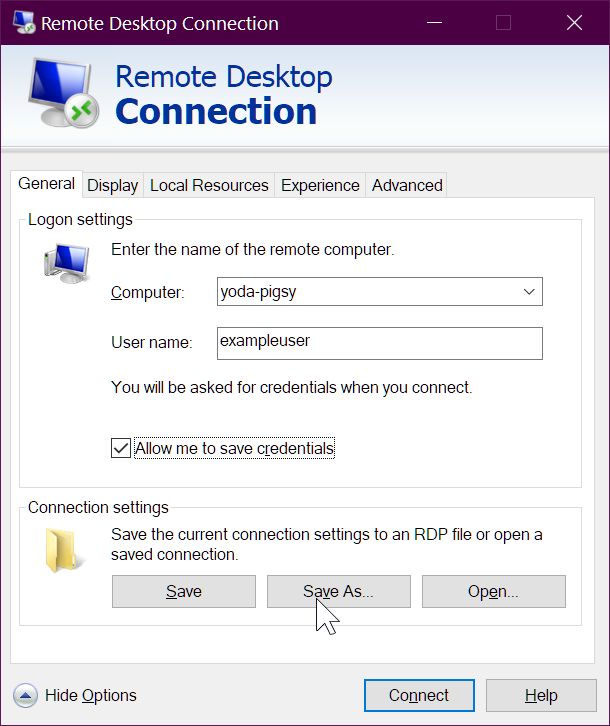 Remote Desktop Connection
Remote Desktop
Connection
General Display Local Resources Experience Advanced
Logon settings
Enter the name of the remote computer.
Computer: yoda-pigsy
User name: exampleuser
You will be asked for credentials when you connect.
Allow me to save credentials
Connection settings
Save the current connection settings to an RDP file or open a
saved connection.
Save Save As... Open...
Hide Options Connect Help